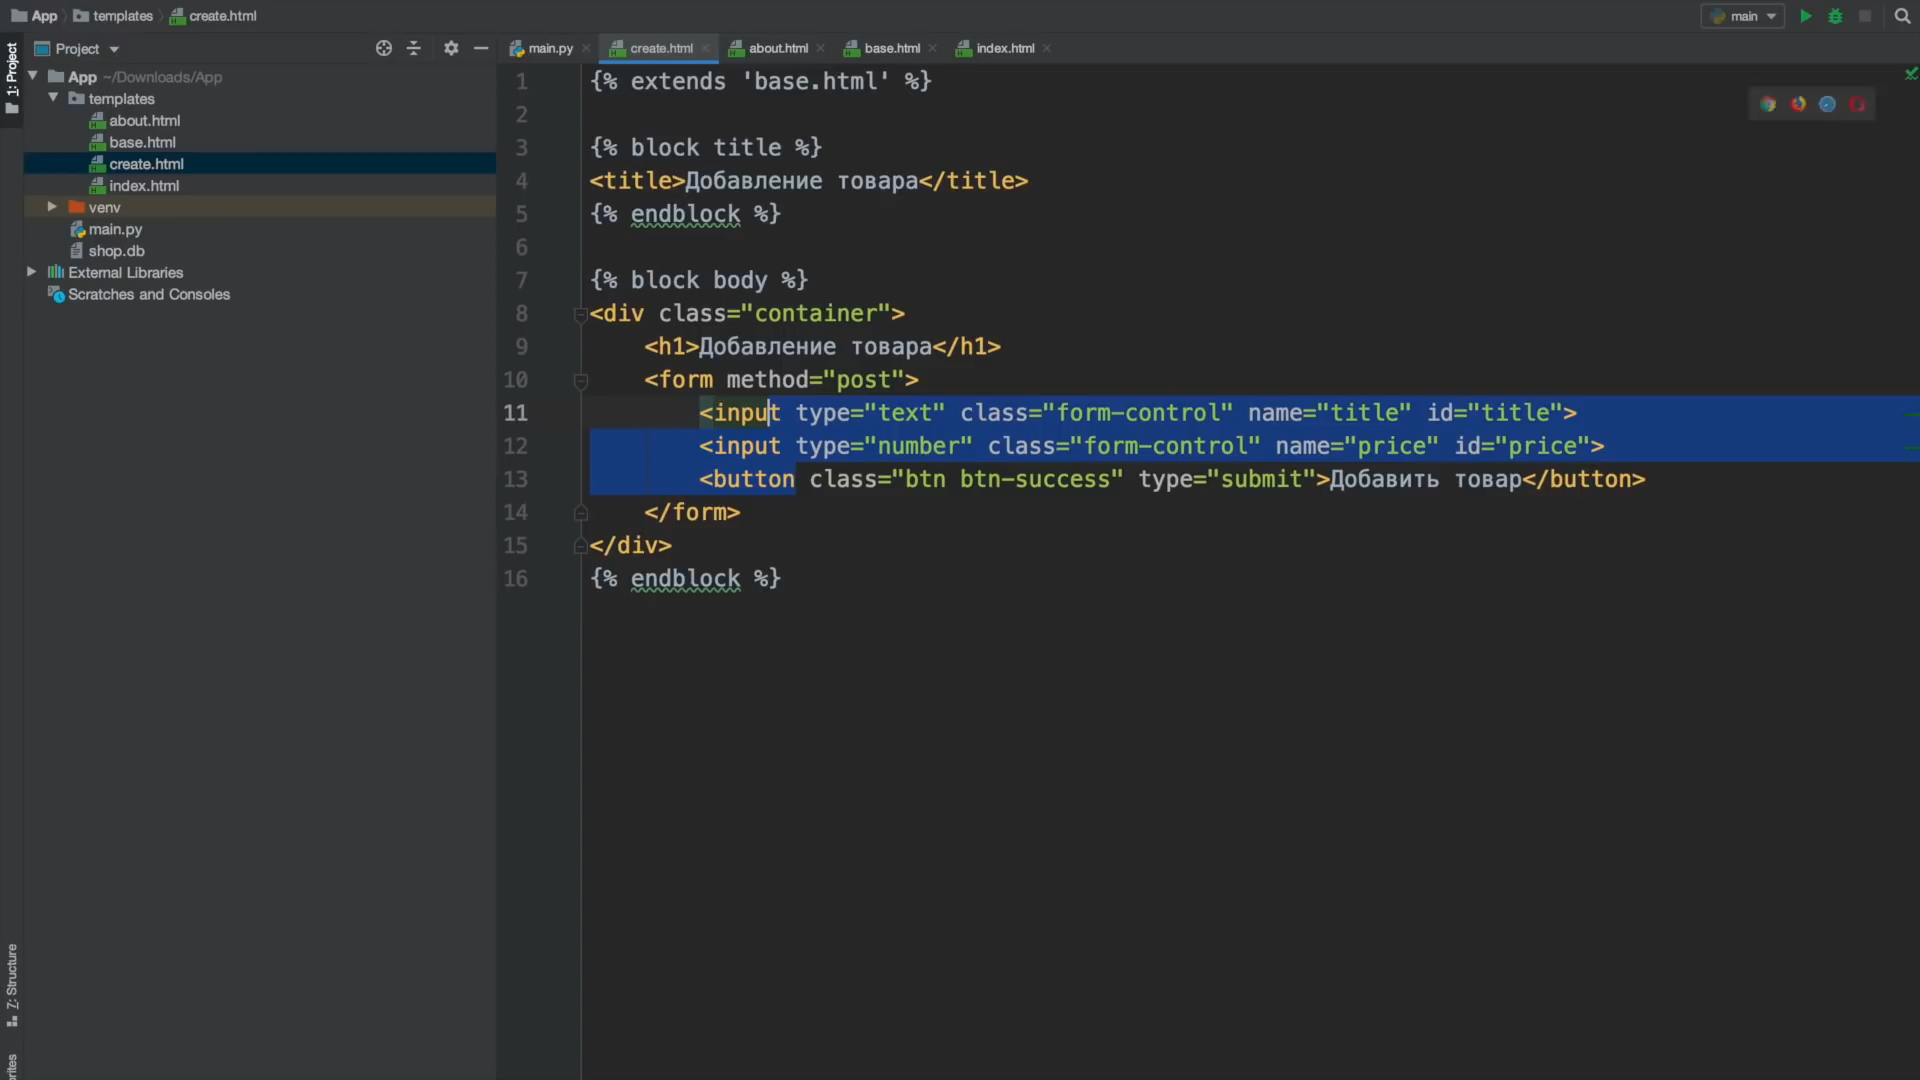 App templates create.html main
Project main.py create.html about.html base.html index.html
1: Project
App ~/Downloads/App
templates
about.html
base.html
create.html
index.html
venv
main.py
shop.db
External Libraries
Scratches and Consoles
1 {% extends 'base.html' %}
2
3 {% block title %}
4 <title>Добавление товара</title>
5 {% endblock %}
6
7 {% block body %}
8 <div class="container">
9 <h1>Добавление товара</h1>
10 <form method="post">
11 <input type="text" class="form-control" name="title" id="title">
12 <input type="number" class="form-control" name="price" id="price">
13 <button class="btn btn-success" type="submit">Добавить товар</button>
14 </form>
15 </div>
16 {% endblock %}
Z: Structure